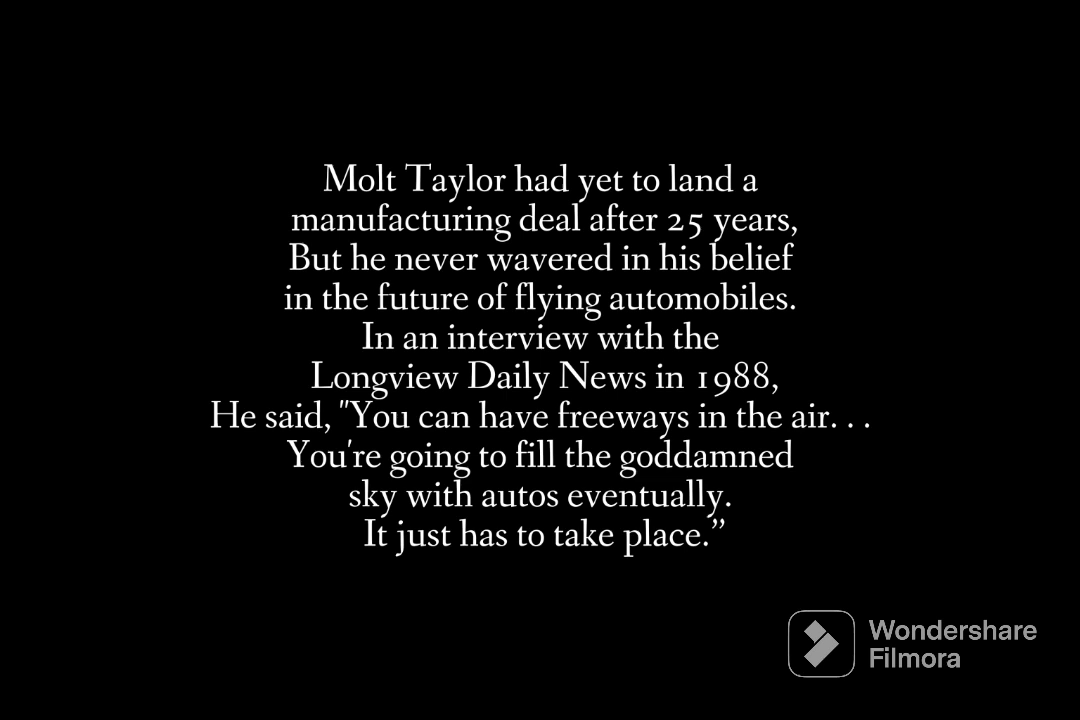 Molt Taylor had yet to land a
manufacturing deal after 25 years,
But he never wavered in his belief
in the future of flying automobiles.
In an interview with the
Longview Daily News in 1988,
He said, "You can have freeways in the air. . .
You're going to fill the goddamned
sky with autos eventually.
It just has to take place.”
Wondershare
Filmora